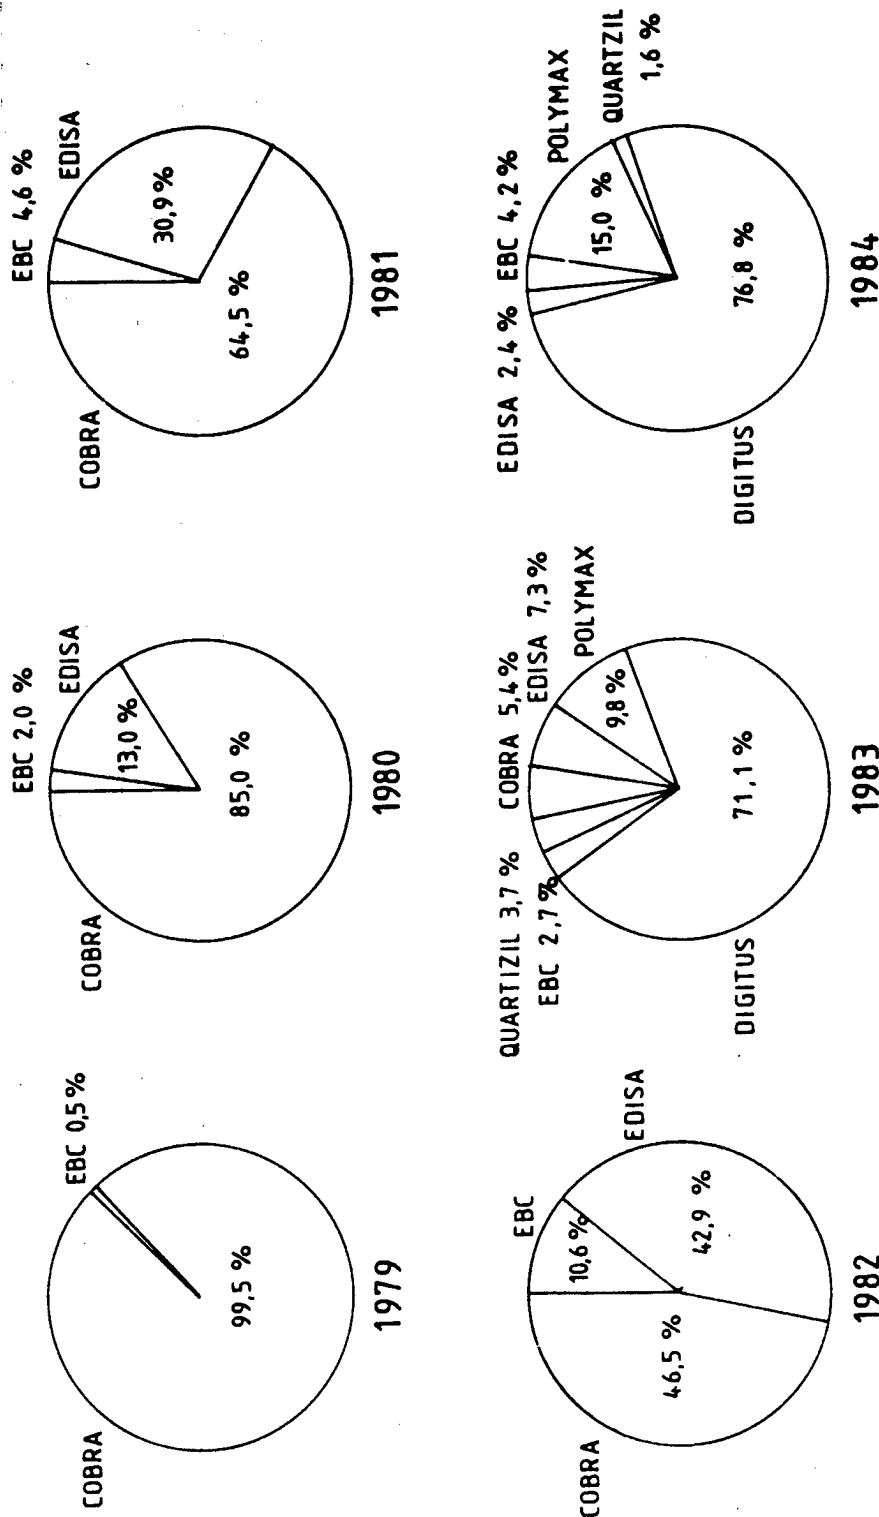 COBRA
EBC 0,5 %
99,5 %
1979
COBRA
EBC 2,0 %
EDISA
13,0 %
85,0 %
1980
COBRA
EBC 4,6 %
EDISA
30,9 %
64,5 %
1981
COBRA
EBC
10,6 %
EDISA
46,5 %
42,9 %
1982
QUARTIZIL 3,7 %
EBC 2,7 %
COBRA 5,4 %
EDISA 7,3 %
POLYMAX
9,8 %
71,1 %
DIGITUS
1983
EDISA 2,4 %
EBC 4,2 %
POLYMAX
15,0 %
QUARTZIL
1,6 %
76,8 %
DIGITUS
1984